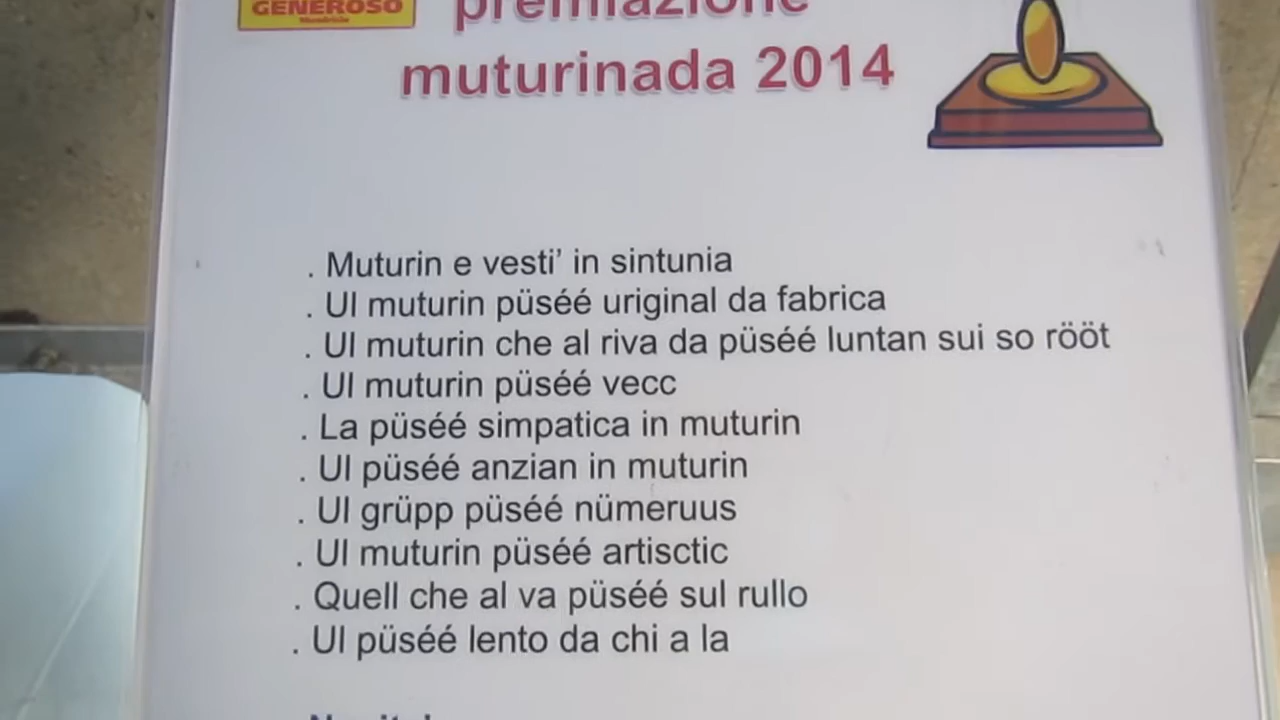 GENEROSO
Mendrisio
premiazione
muturinada 2014
. Muturin e vesti' in sintunia
. Ul muturin püséé uriginal da fabrica
. Ul muturin che al riva da püséé luntan sui so rööt
. Ul muturin püséé vecc
. La püséé simpatica in muturin
. Ul püséé anzian in muturin
. Ul grüpp püséé nümeruus
. Ul muturin püséé artisctic
. Quell che al va püséé sul rullo
. Ul püséé lento da chi a la